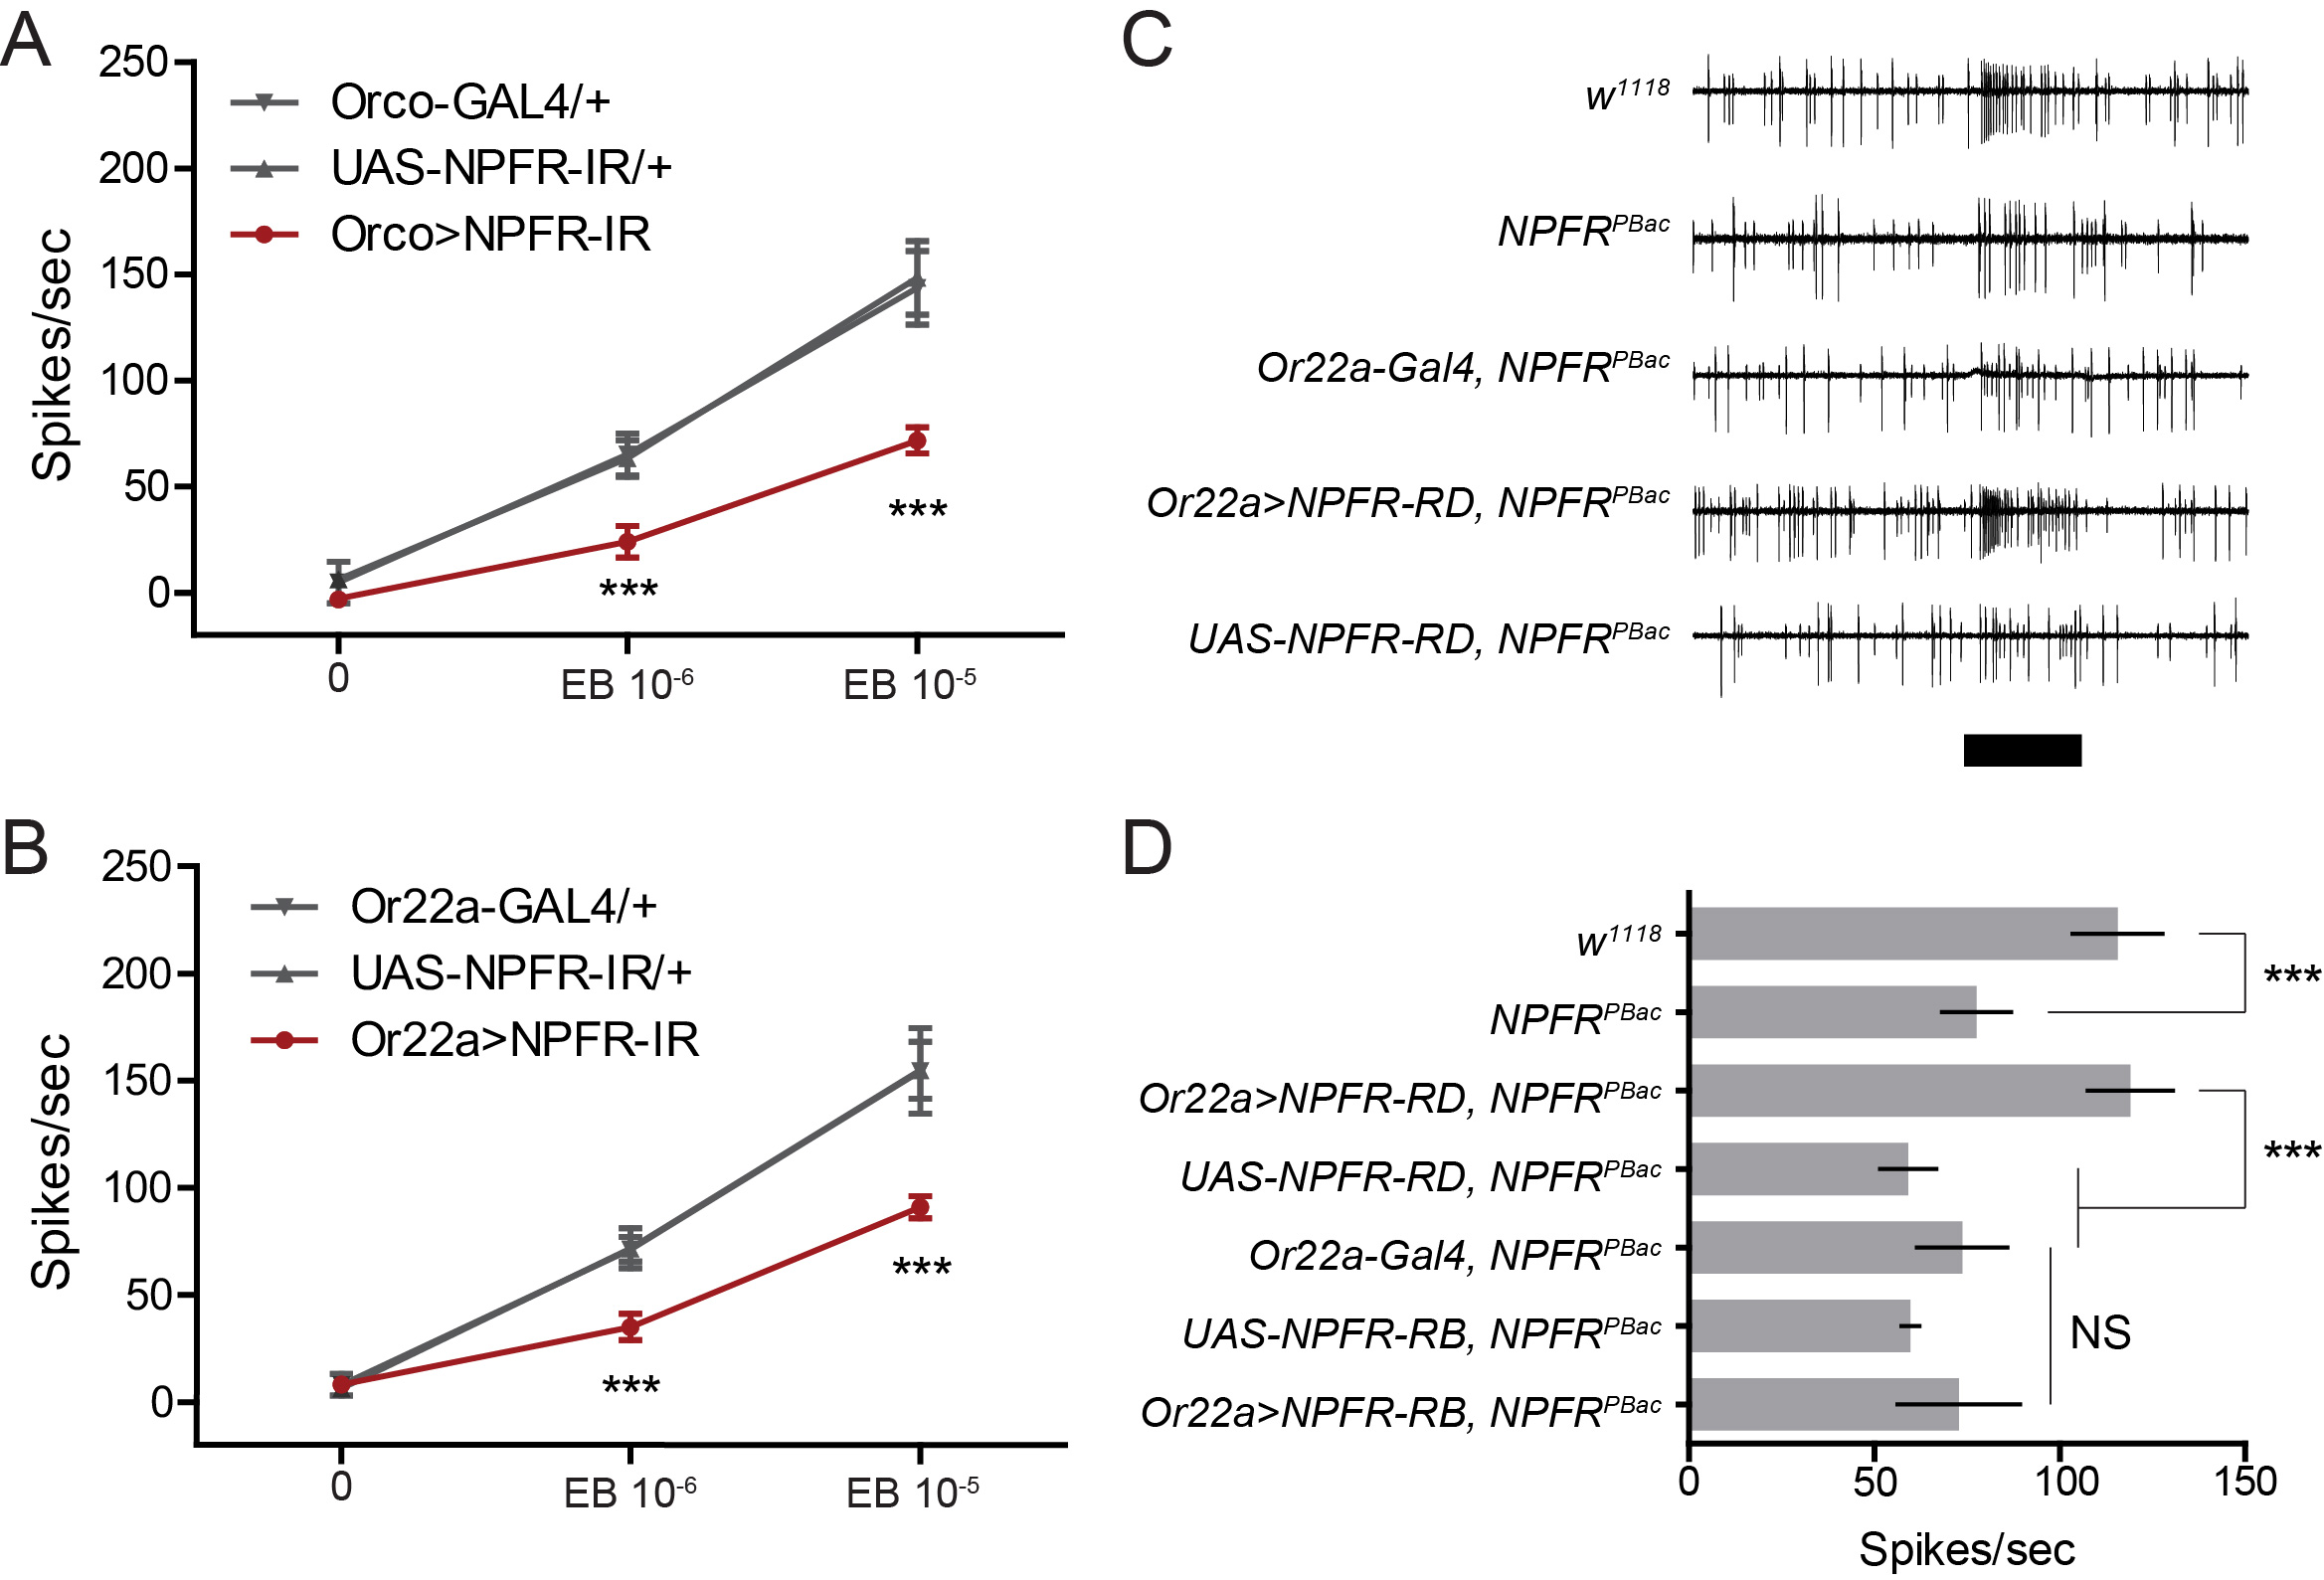 A
250
200
150
100
50
0
Spikes/sec
Orco-GAL4/+
UAS-NPFR-IR/+
Orco>NPFR-IR
***
***
0
EB 10⁻⁶
EB 10⁻⁵
B
250
200
150
100
50
0
Spikes/sec
Or22a-GAL4/+
UAS-NPFR-IR/+
Or22a>NPFR-IR
***
***
0
EB 10⁻⁶
EB 10⁻⁵
C
w¹¹¹⁸
NPFRᴾᴮᵃᶜ
Or22a-Gal4, NPFRᴾᴮᵃᶜ
Or22a>NPFR-RD, NPFRᴾᴮᵃᶜ
UAS-NPFR-RD, NPFRᴾᴮᵃᶜ
D
w¹¹¹⁸
NPFRᴾᴮᵃᶜ
Or22a>NPFR-RD, NPFRᴾᴮᵃᶜ
UAS-NPFR-RD, NPFRᴾᴮᵃᶜ
Or22a-Gal4, NPFRᴾᴮᵃᶜ
UAS-NPFR-RB, NPFRᴾᴮᵃᶜ
Or22a>NPFR-RB, NPFRᴾᴮᵃᶜ
***
***
NS
0
50
100
150
Spikes/sec